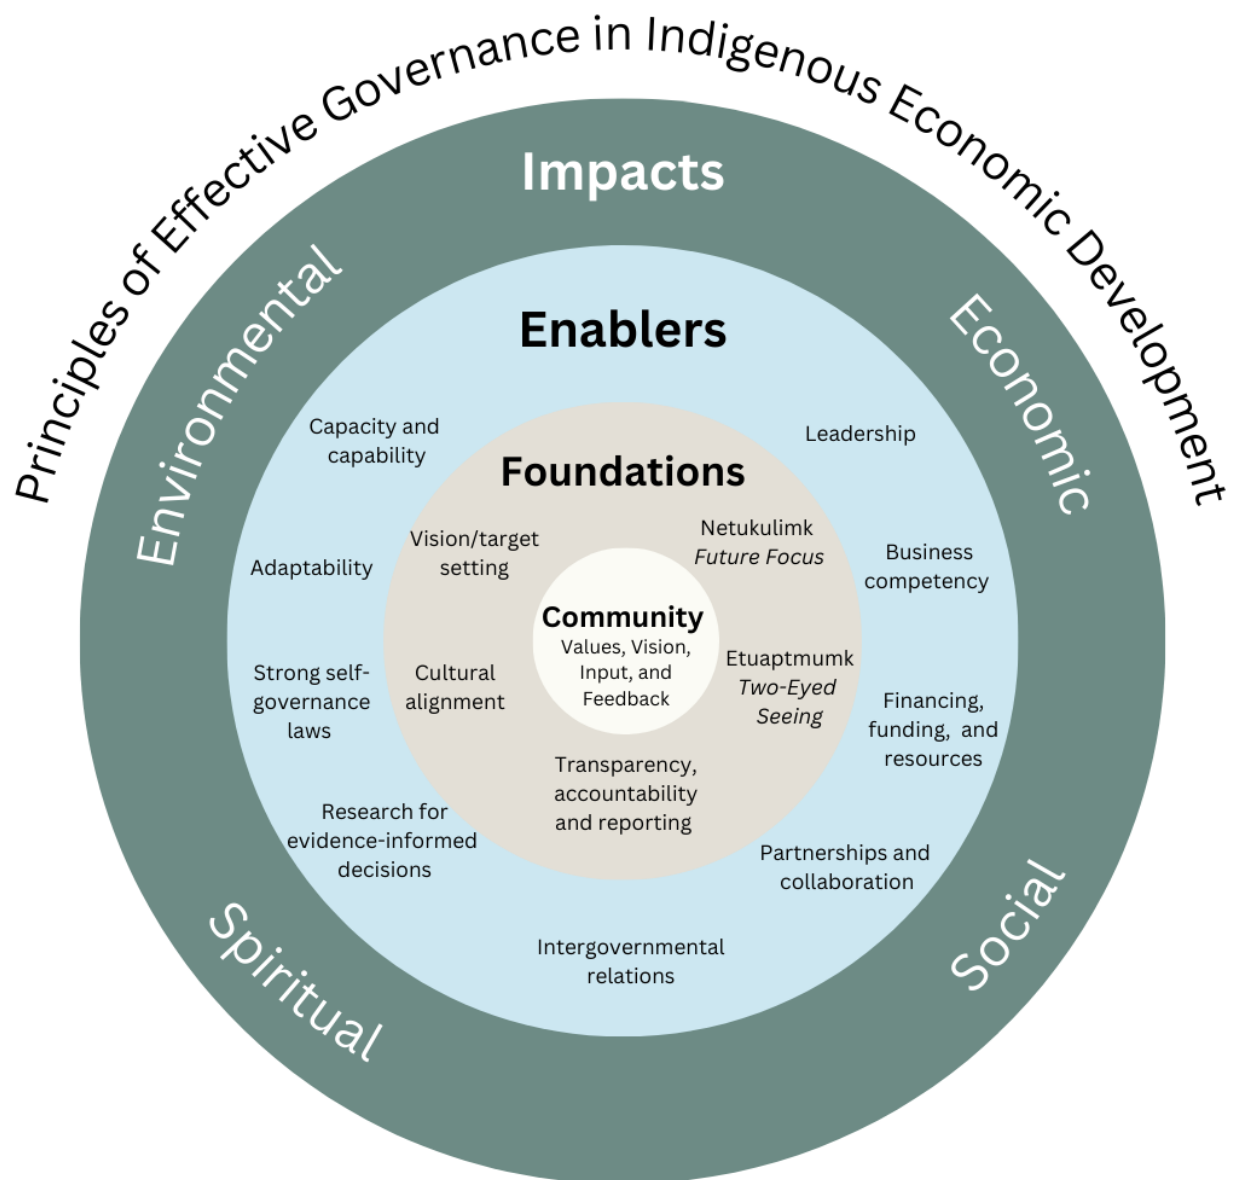 Principles of Effective Governance in Indigenous Economic Development
Impacts
Environmental
Economic
Social
Spiritual
Enablers
Capacity and
capability
Leadership
Adaptability
Business
competency
Strong self-
governance
laws
Financing,
funding, and
resources
Research for
evidence-informed
decisions
Partnerships and
collaboration
Intergovernmental
relations
Foundations
Vision/target
setting
Netukulimk
Future Focus
Cultural
alignment
Etuaptmumk
Two-Eyed
Seeing
Transparency,
accountability
and reporting
Community
Values, Vision,
Input, and
Feedback